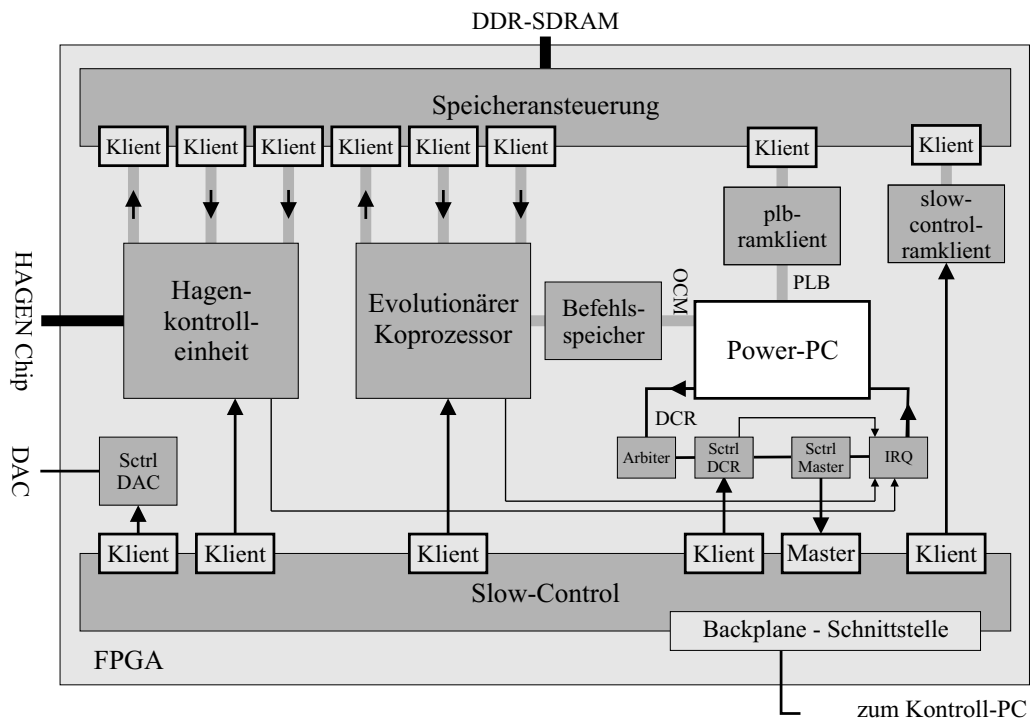 DDR-SDRAM
Speicheransteuerung
Klient
Klient
Klient
Klient
Klient
Klient
Klient
Klient
plb-
ramklient
slow-
control-
ramklient
HAGEN Chip
Hagen-
kontroll-
einheit
Evolutionärer
Koprozessor
Befehls-
speicher
OCM
PLB
Power-PC
DCR
DAC
Sctrl
DAC
Arbiter
Sctrl
DCR
Sctrl
Master
IRQ
Klient
Klient
Klient
Klient
Master
Klient
Slow-Control
Backplane - Schnittstelle
FPGA
zum Kontroll-PC